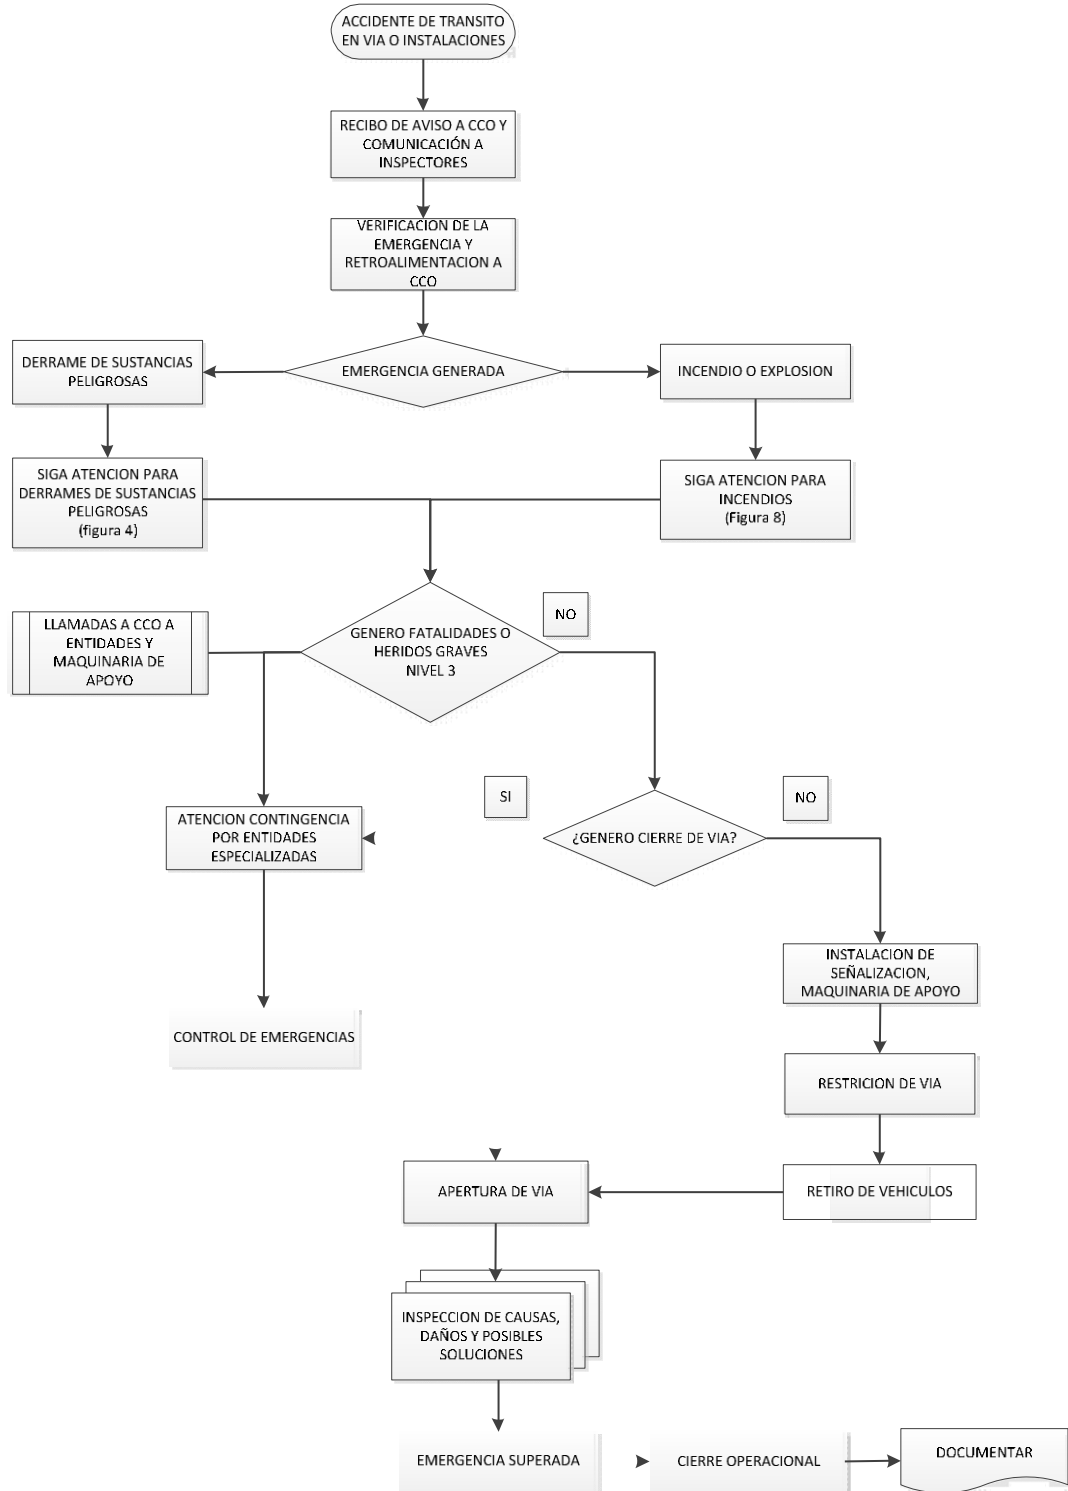 ACCIDENTE DE TRANSITO
EN VIA O INSTALACIONES
RECIBO DE AVISO A CCO Y
COMUNICACIÓN A
INSPECTORES
VERIFICACION DE LA
EMERGENCIA Y
RETROALIMENTACION A
CCO
DERRAME DE SUSTANCIAS
PELIGROSAS
EMERGENCIA GENERADA
INCENDIO O EXPLOSION
SIGA ATENCION PARA
DERRAMES DE SUSTANCIAS
PELIGROSAS
(figura 4)
SIGA ATENCION PARA
INCENDIOS
(Figura 8)
LLAMADAS A CCO A
ENTIDADES Y
MAQUINARIA DE
APOYO
GENERO FATALIDADES O
HERIDOS GRAVES
NIVEL 3
NO
SI
NO
ATENCION CONTINGENCIA
POR ENTIDADES
ESPECIALIZADAS
¿GENERO CIERRE DE VIA?
INSTALACION DE
SEÑALIZACION,
MAQUINARIA DE APOYO
CONTROL DE EMERGENCIAS
RESTRICION DE VIA
APERTURA DE VIA
RETIRO DE VEHICULOS
INSPECCION DE CAUSAS,
DAÑOS Y POSIBLES
SOLUCIONES
EMERGENCIA SUPERADA
CIERRE OPERACIONAL
DOCUMENTAR